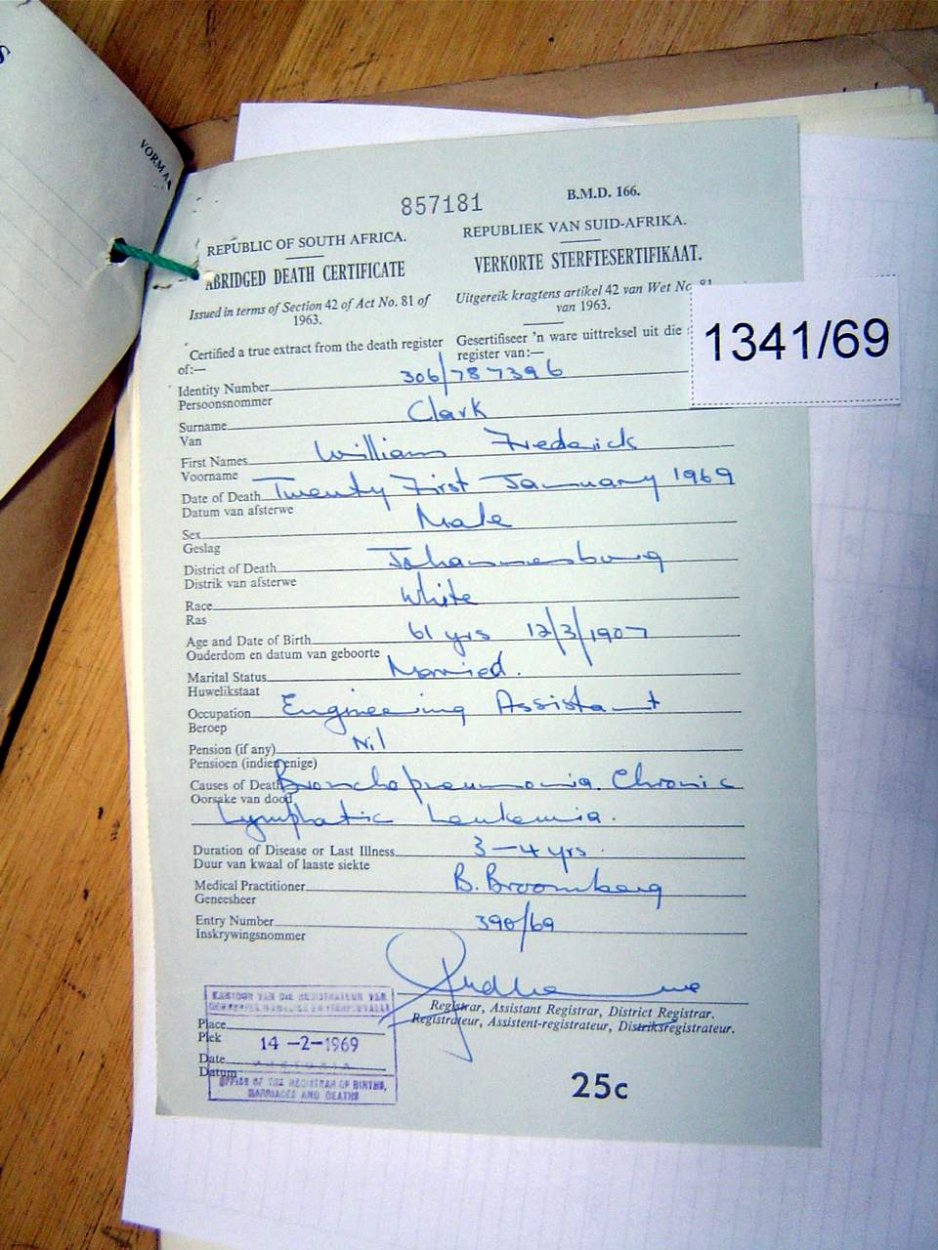 S
VORM A
857181
B.M.D. 166.
REPUBLIC OF SOUTH AFRICA.
REPUBLIEK VAN SUID-AFRIKA.
ABRIDGED DEATH CERTIFICATE
VERKORTE STERFTESERTIFIKAAT.
Issued in terms of Section 42 of Act No. 81 of
1963.
Uitgereik kragtens artikel 42 van Wet No. 81
van 1963.
Certified a true extract from the death register
of:—
Gesertifiseer 'n ware uittreksel uit die
register van:—
1341/69
Identity Number 306/787396
Persoonsnommer
Surname Clark
Van
First Names William Frederick
Voorname
Date of Death Twenty First January 1969
Datum van afsterwe
Sex Male
Geslag
District of Death Johannesburg
Distrik van afsterwe
Race White
Ras
Age and Date of Birth 61 yrs 12/3/1907
Ouderdom en datum van geboorte
Marital Status Married.
Huwelikstaat
Occupation Engineering Assistant
Beroep
Pension (if any) Nil
Pensioen (indien enige)
Causes of Death Bronchopneumonia. Chronic
Oorsake van dood
Lymphatic Leukemia.
Duration of Disease or Last Illness 3—4 yrs.
Duur van kwaal of laaste siekte
Medical Practitioner B. Broomberg
Geneesheer
Entry Number 390/69
Inskrywingsnommer
Registrar, Assistant Registrar, District Registrar.
Registrateur, Assistent-registrateur, Distriksregistrateur.
KANTOOR VAN DIE REGISTRATEUR VAN
Place
Plek
14 -2-1969
Date
PRETORIA
Datum
OFFICE OF THE REGISTRAR OF BIRTHS,
MARRIAGES AND DEATHS
25c